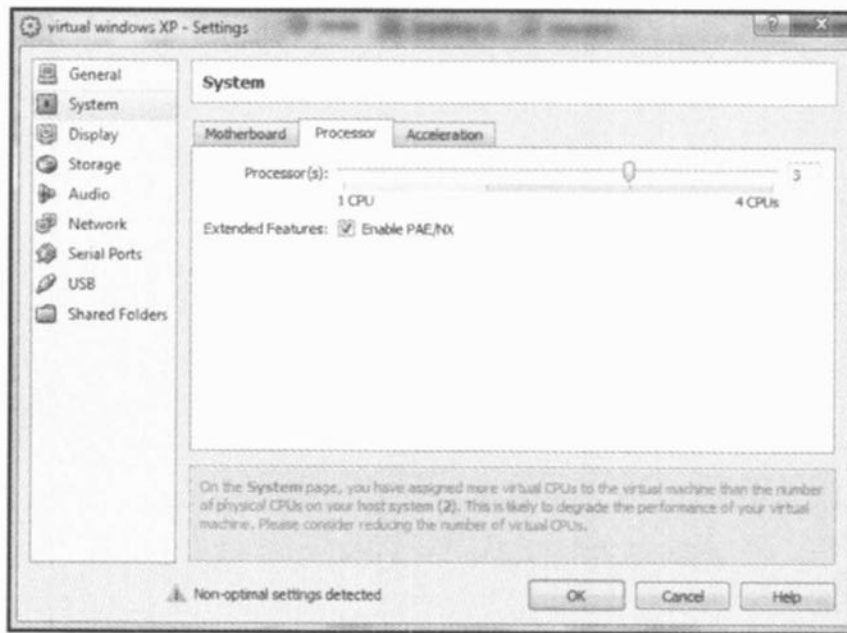 virtual windows XP - Settings
General
System
Display
Storage
Audio
Network
Serial Ports
USB
Shared Folders
System
Motherboard Processor Acceleration
Processor(s): 3
1 CPU 4 CPUs
Extended Features: Enable PAE/NX
On the System page, you have assigned more virtual CPUs to the virtual machine than the number
of physical CPUs on your host system (2). This is likely to degrade the performance of your virtual
machine. Please consider reducing the number of virtual CPUs.
Non-optimal settings detected
OK Cancel Help